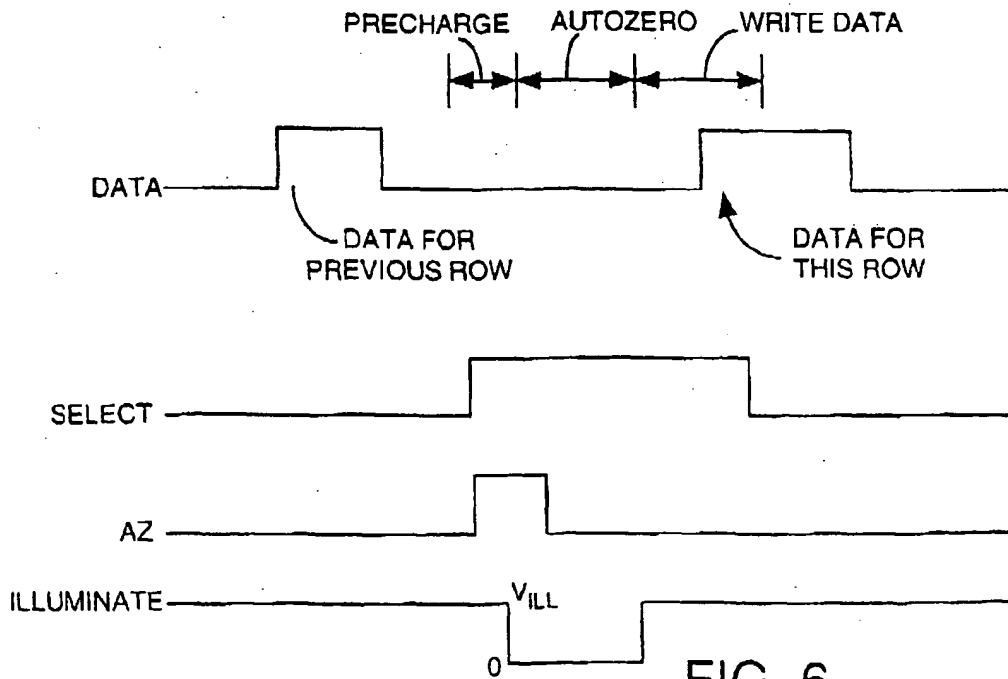 PRECHARGE AUTOZERO WRITE DATA
DATA
DATA FOR
PREVIOUS ROW
DATA FOR
THIS ROW
SELECT
AZ
ILLUMINATE
VILL
0
FIG. 6